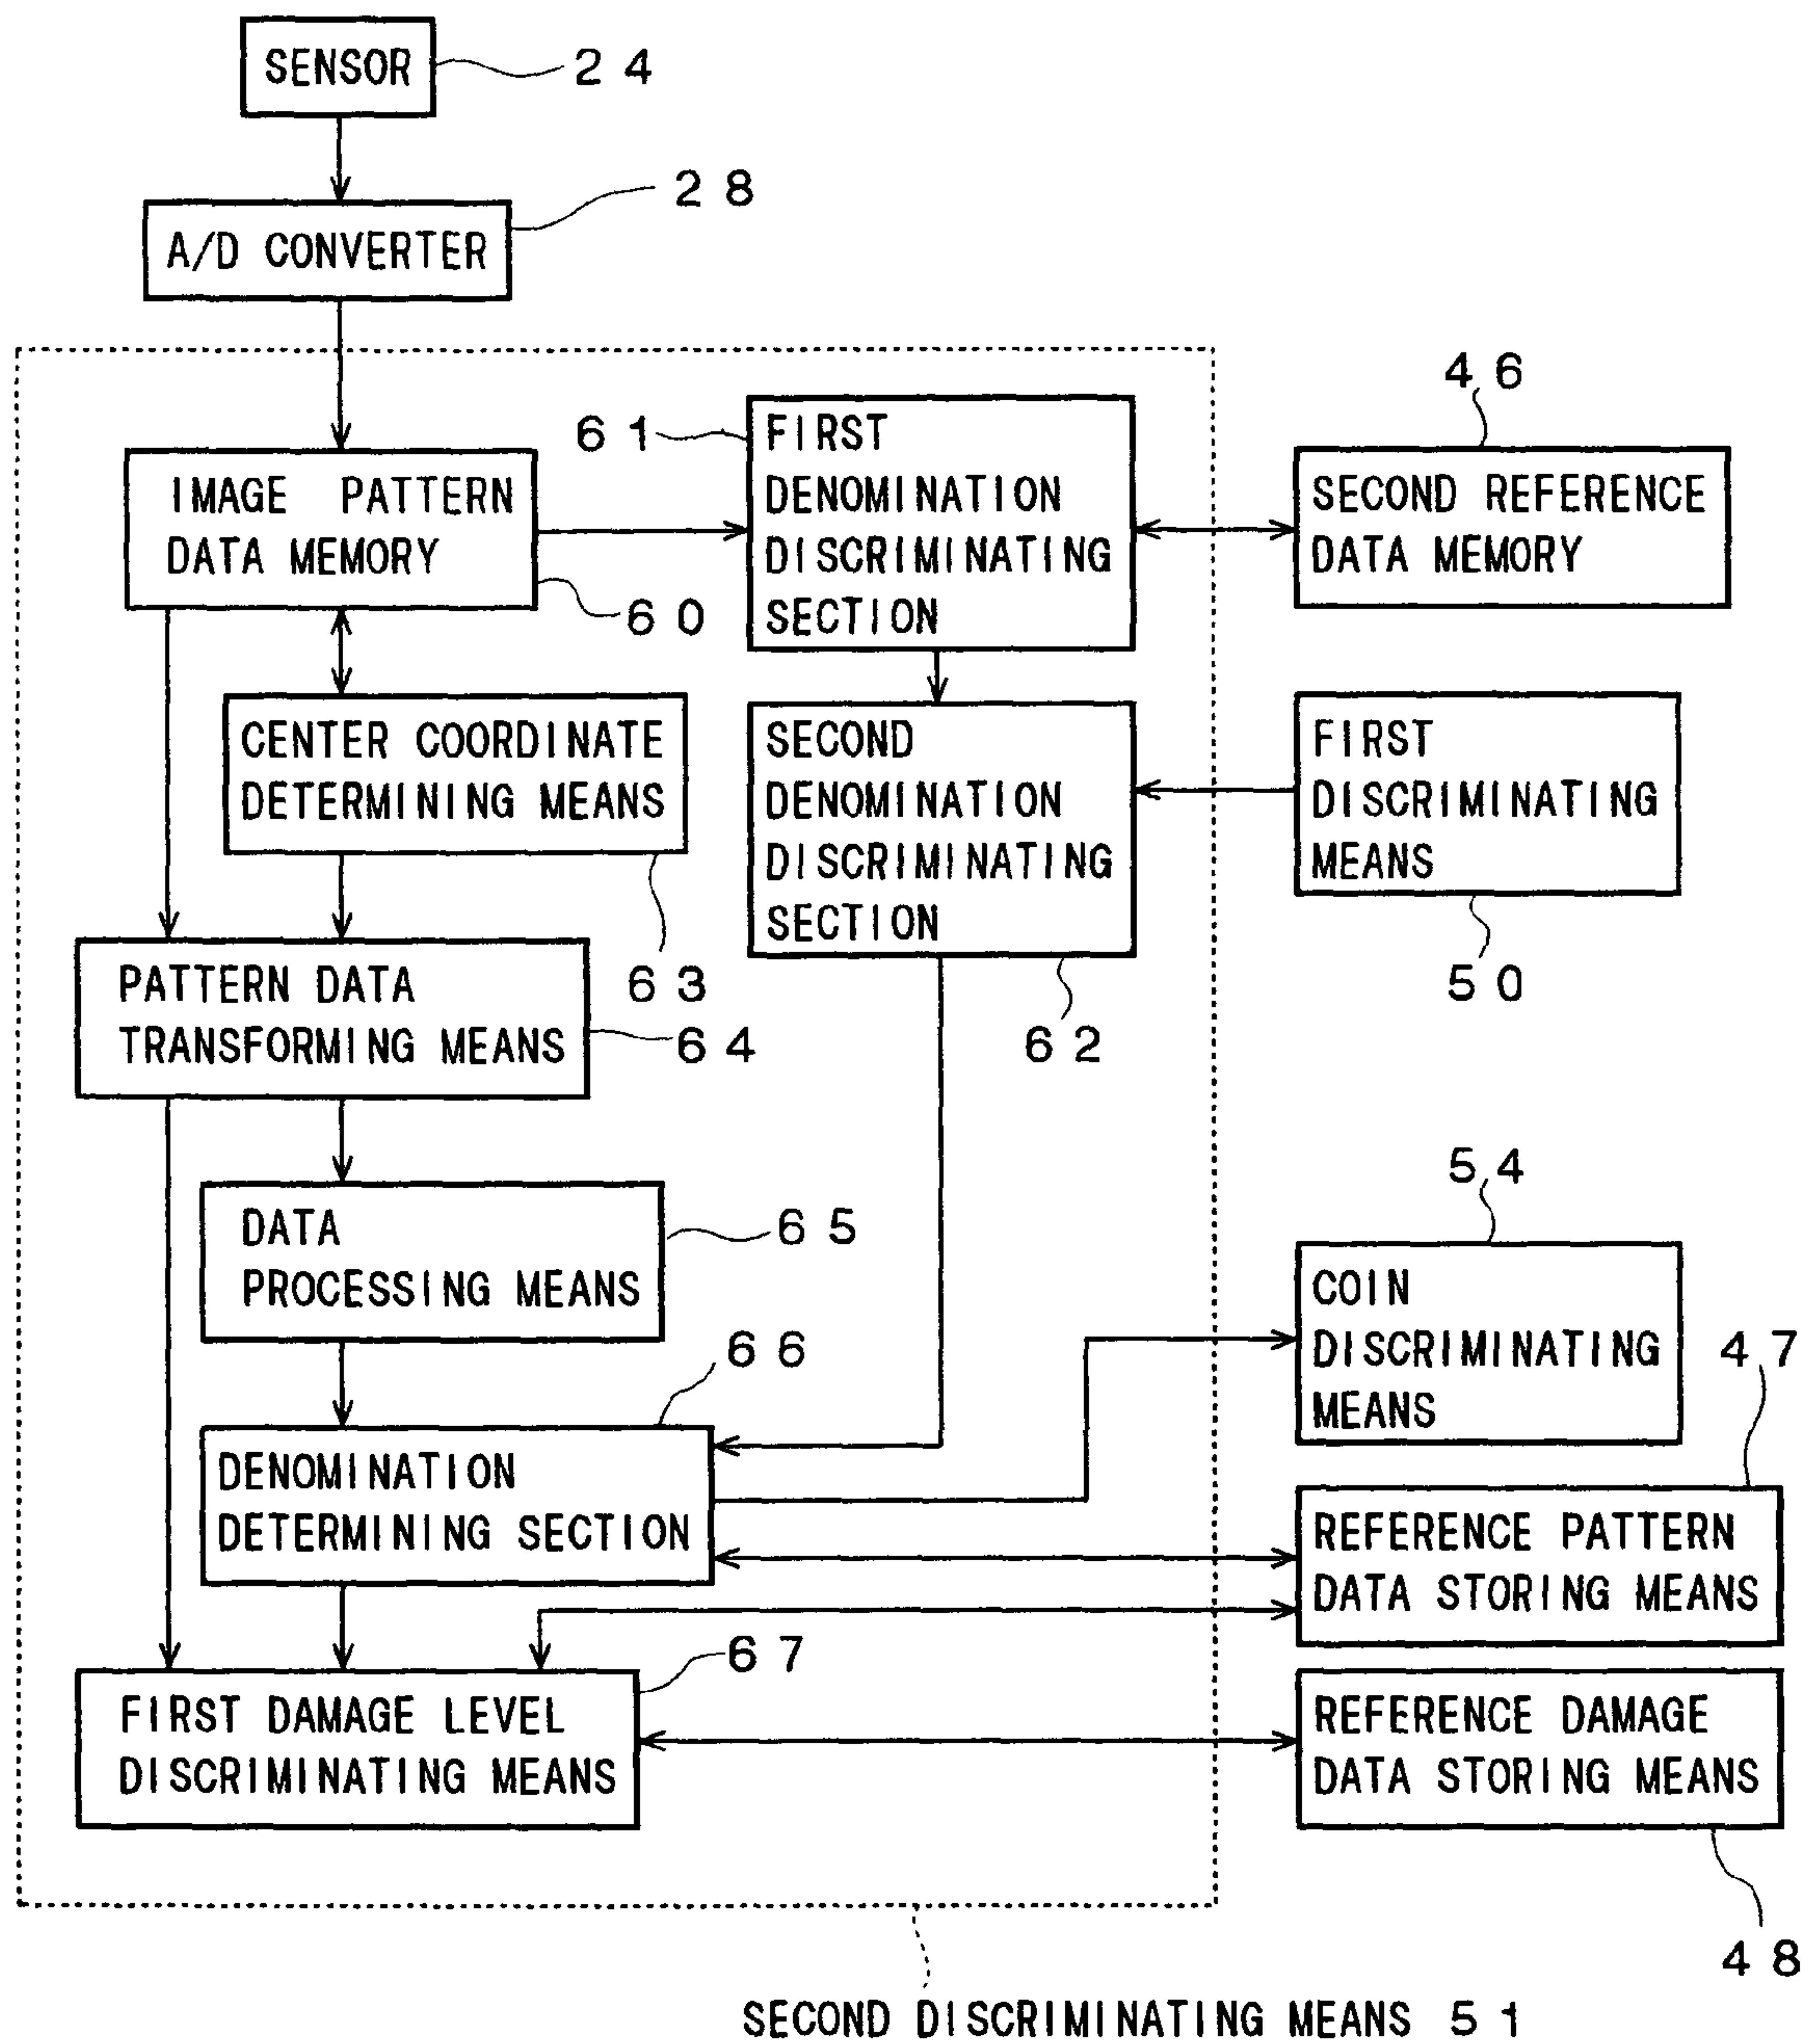 SENSOR
24
28
A/D CONVERTER
46
61
FIRST
DENOMINATION
DISCRIMINATING
SECTION
IMAGE PATTERN
DATA MEMORY
60
SECOND REFERENCE
DATA MEMORY
CENTER COORDINATE
DETERMINING MEANS
63
SECOND
DENOMINATION
DISCRIMINATING
SECTION
62
FIRST
DISCRIMINATING
MEANS
50
PATTERN DATA
TRANSFORMING MEANS
64
54
DATA
PROCESSING MEANS
65
COIN
DISCRIMINATING
MEANS
66
47
DENOMINATION
DETERMINING SECTION
REFERENCE PATTERN
DATA STORING MEANS
67
FIRST DAMAGE LEVEL
DISCRIMINATING MEANS
REFERENCE DAMAGE
DATA STORING MEANS
48
SECOND DISCRIMINATING MEANS 51